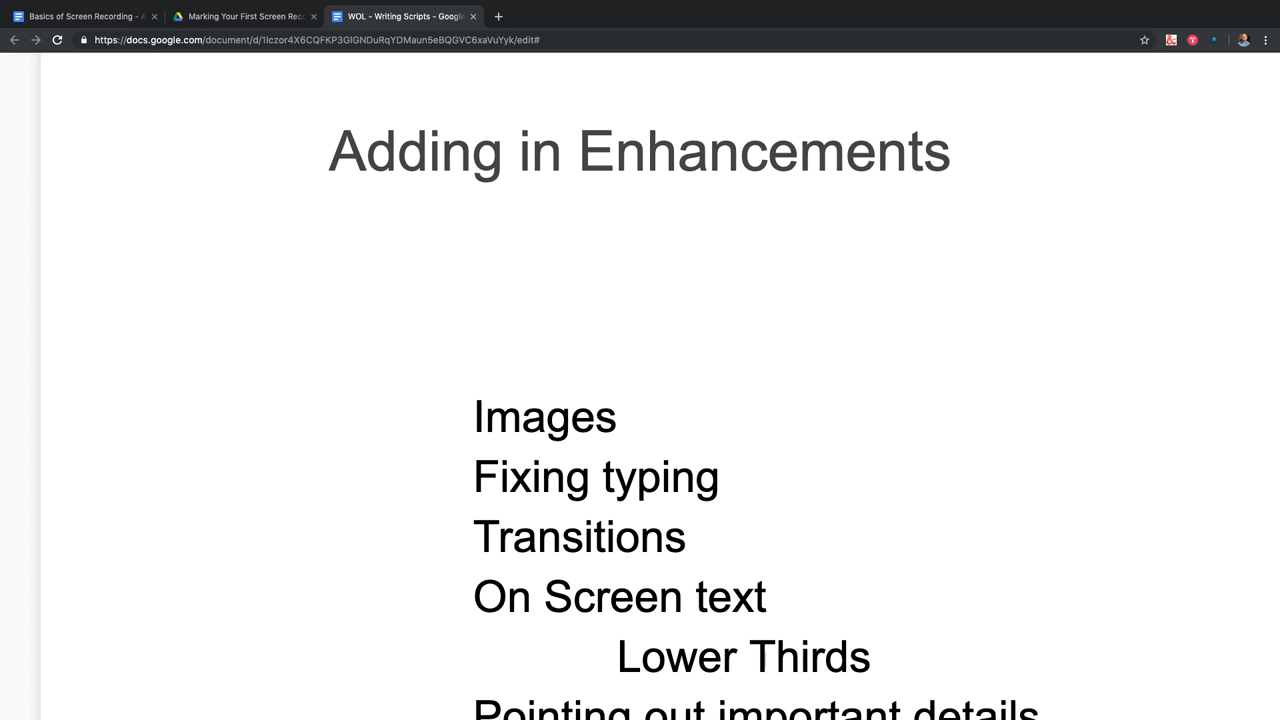 Basics of Screen Recording -
Marking Your First Screen Rec
WOL - Writing Scripts - Google
https://docs.google.com/document/d/1Iczor4X6CQFKP3GlGNDuRqYDMaun5eBQGVC6xaVuYyk/edit#
Adding in Enhancements
Images
Fixing typing
Transitions
On Screen text
Lower Thirds
Pointing out important details